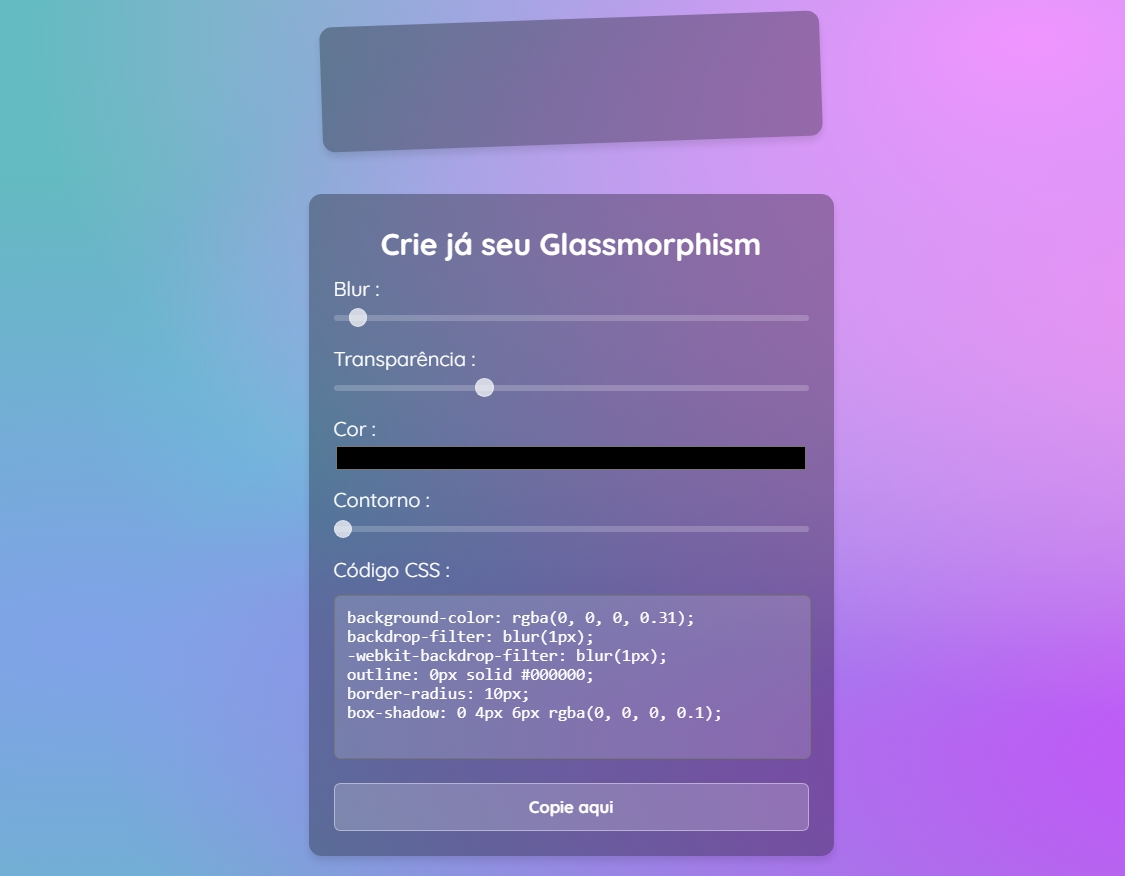 Crie já seu Glassmorphism
Blur :
Transparência :
Cor :
Contorno :
Código CSS :
background-color: rgba(0, 0, 0, 0.31);
backdrop-filter: blur(1px);
-webkit-backdrop-filter: blur(1px);
outline: 0px solid #000000;
border-radius: 10px;
box-shadow: 0 4px 6px rgba(0, 0, 0, 0.1);
Copie aqui